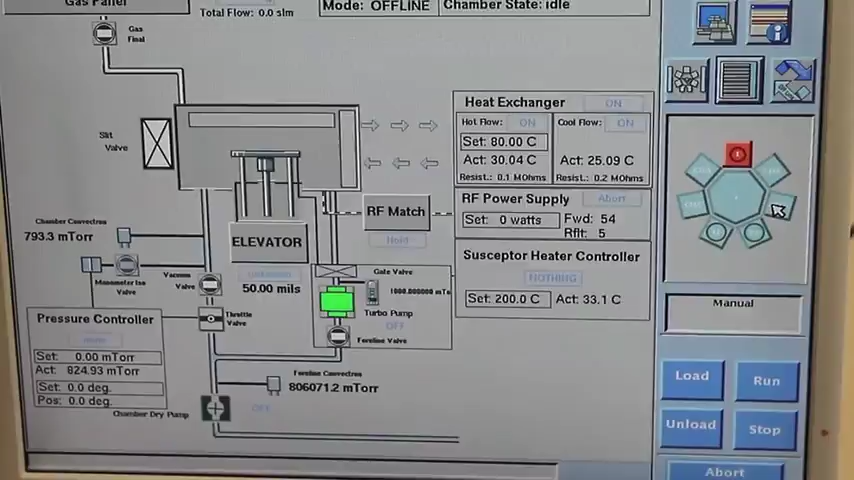 Gas Panel
Total Flow: 0.0 slm
Mode: OFFLINE
Chamber State: idle
Gas
Final
Slit
Valve
Heat Exchanger
ON
Hot Flow:
ON
Cool Flow:
ON
Set: 80.00 C
Act: 30.04 C
Act: 25.09 C
Resist.: 0.1 MOhms
Resist.: 0.2 MOhms
RF Match
Hold
RF Power Supply
Abort
Set: 0 watts
Fwd: 54
Rflt: 5
Chamber Convectron
793.3 mTorr
ELEVATOR
unknown
50.00 mils
Susceptor Heater Controller
NOTHING
Set: 200.0 C
Act: 33.1 C
Manometer Iso
Valve
Vacuum
Valve
Gate Valve
Turbo Pump
OFF
Foreline Valve
Pressure Controller
Throttle
Valve
Set: 0.00 mTorr
Act: 824.93 mTorr
Set: 0.0 deg.
Pos: 0.0 deg.
Foreline Convectron
806071.2 mTorr
Chamber Dry Pump
OFF
Manual
Load
Run
Unload
Stop
Abort